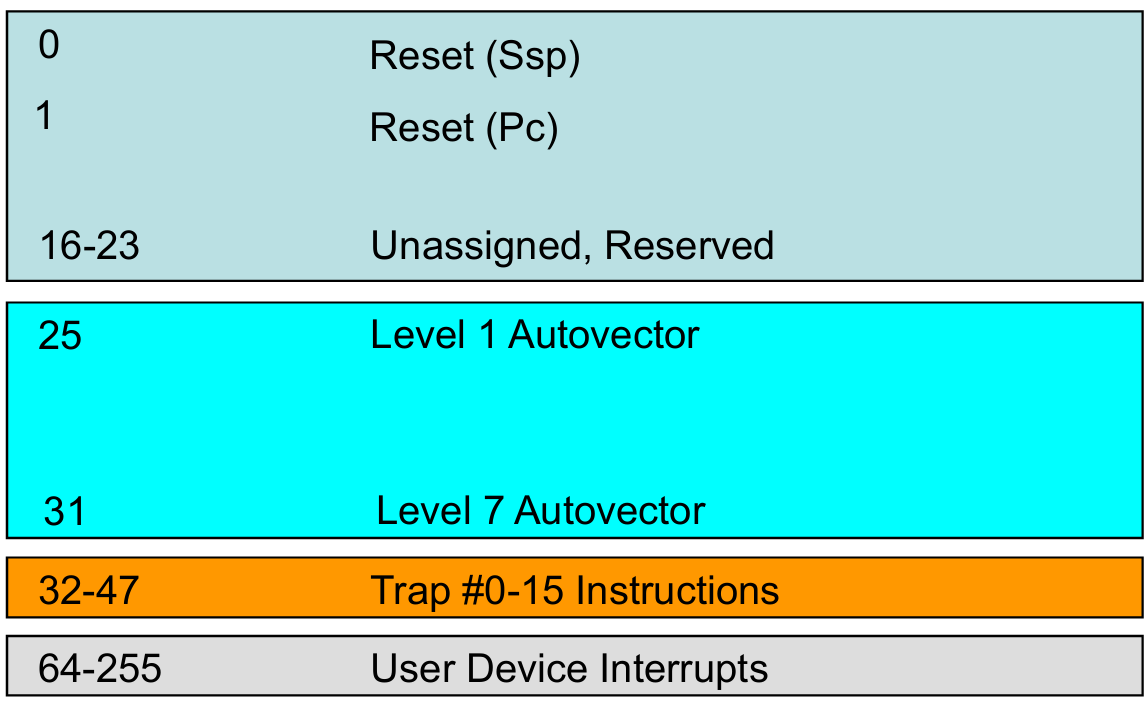 0 Reset (Ssp)
1 Reset (Pc)
16-23 Unassigned, Reserved
25 Level 1 Autovector
31 Level 7 Autovector
32-47 Trap #0-15 Instructions
64-255 User Device Interrupts